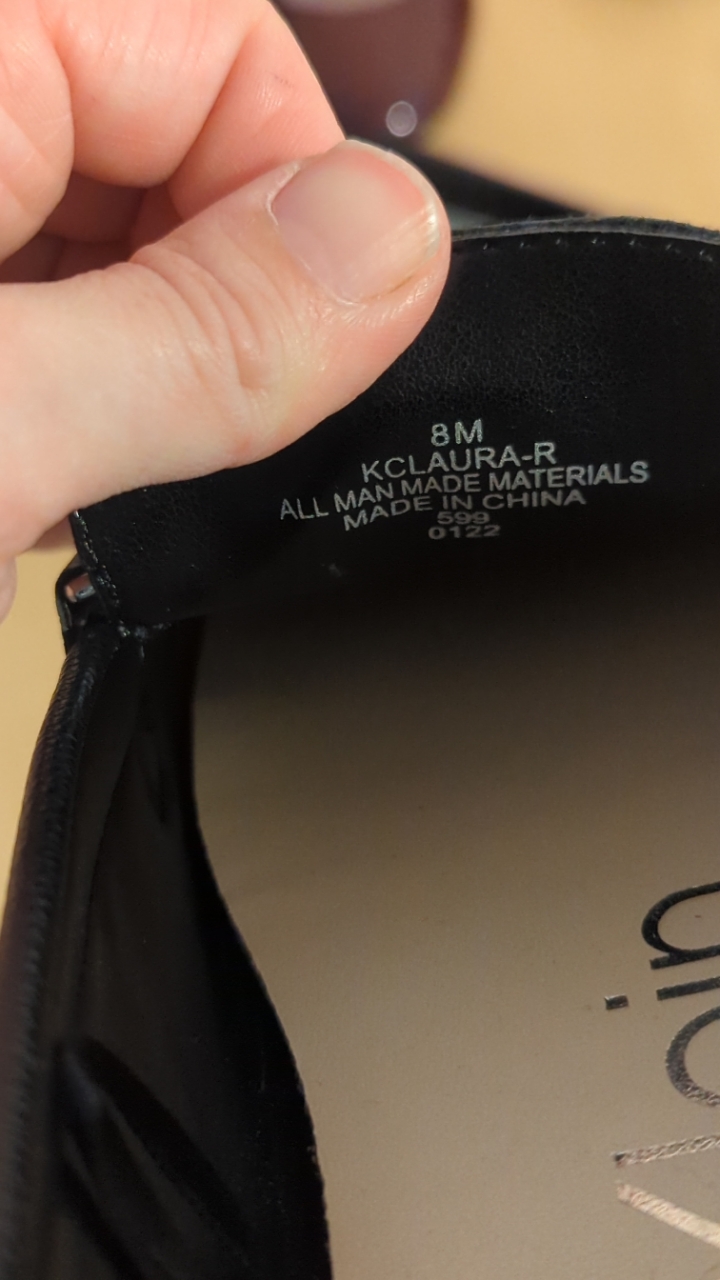 8M
KCLAURA-R
ALL MAN MADE MATERIALS
MADE IN CHINA
599
0122